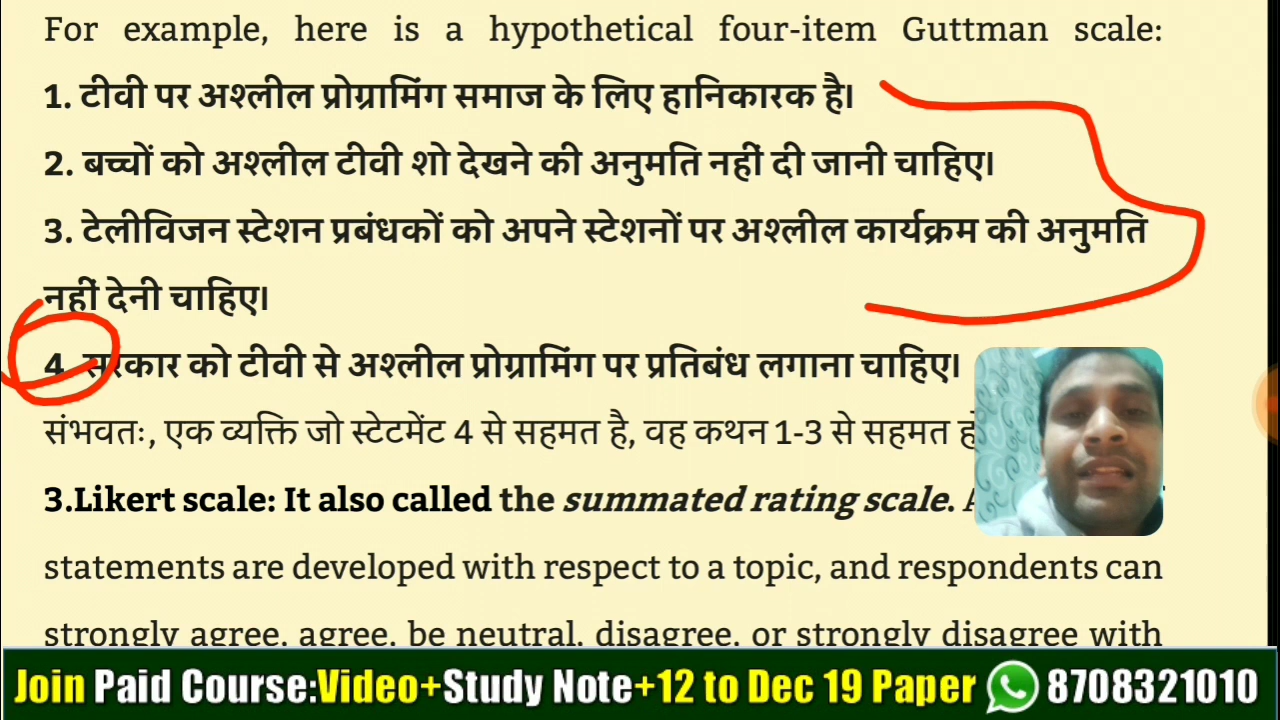 For example, here is a hypothetical four-item Guttman scale:
1. टीवी पर अश्लील प्रोग्रामिंग समाज के लिए हानिकारक है।
2. बच्चों को अश्लील टीवी शो देखने की अनुमति नहीं दी जानी चाहिए।
3. टेलीविजन स्टेशन प्रबंधकों को अपने स्टेशनों पर अश्लील कार्यक्रम की अनुमति
नहीं देनी चाहिए।
4. सरकार को टीवी से अश्लील प्रोग्रामिंग पर प्रतिबंध लगाना चाहिए।
संभवतः, एक व्यक्ति जो स्टेटमेंट 4 से सहमत है, वह कथन 1-3 से सहमत
3.Likert scale: It also called the summated rating scale.
statements are developed with respect to a topic, and respondents can
strongly agree, agree, be neutral, disagree, or strongly disagree with
Join Paid Course:Video+Study Note+12 to Dec 19 Paper 8708321010